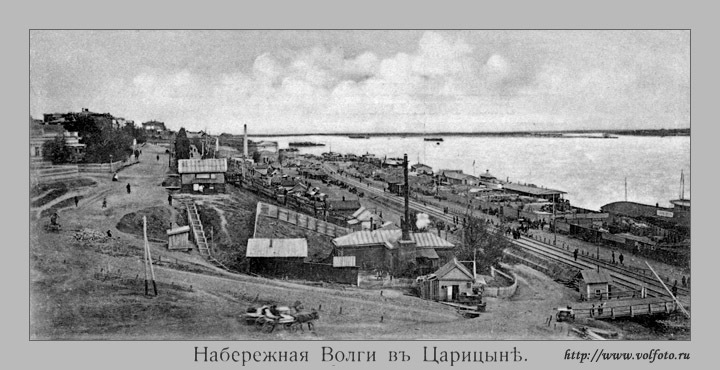 Набережная Волги въ Царицынѣ.
http://www.volfoto.ru